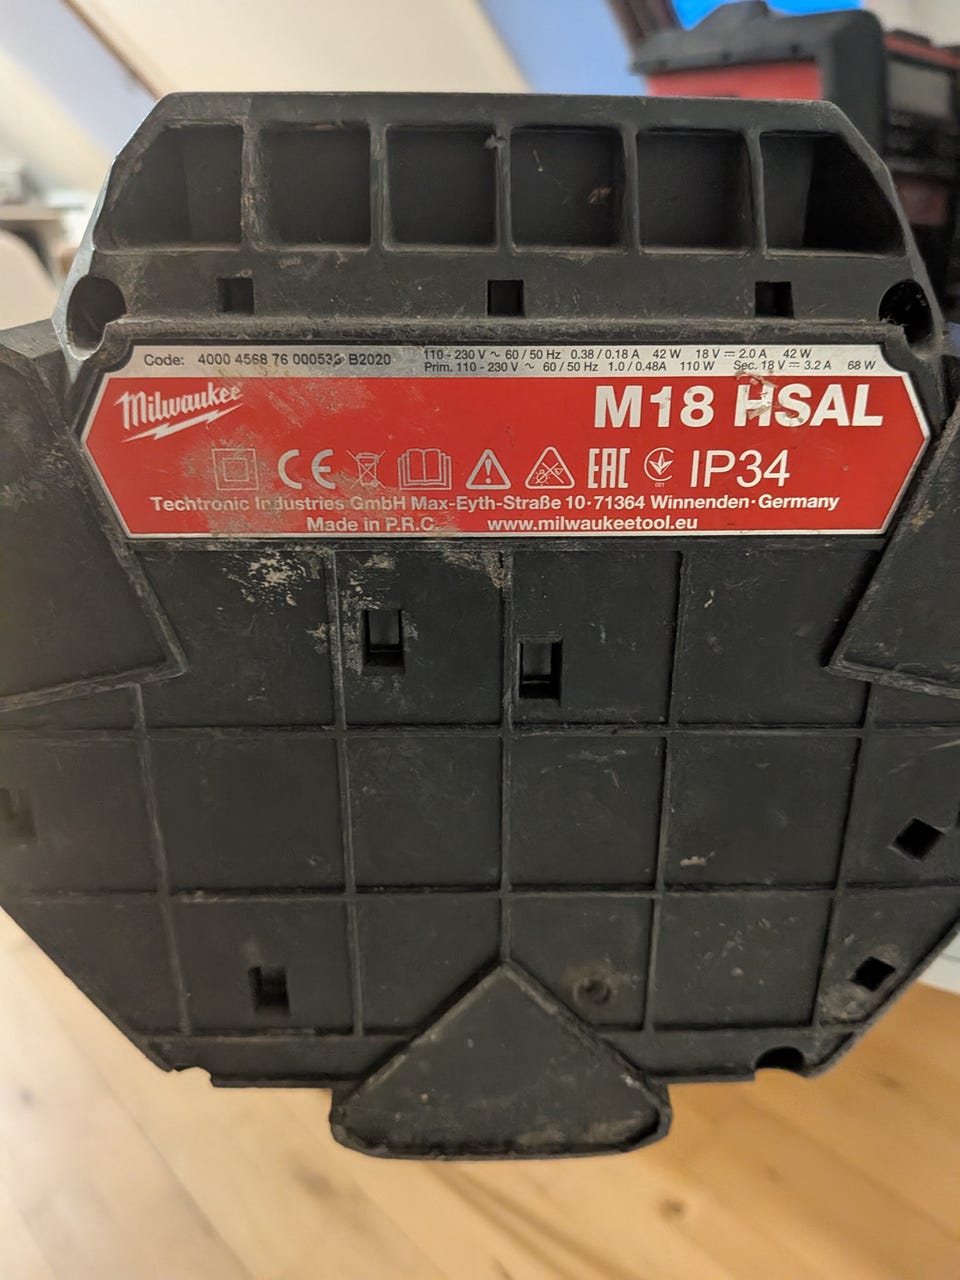 Code: 4000 4568 76 000533 B2020
110 - 230 V ~ 60 / 50 Hz 0.38 / 0.18 A 42 W 18 V ⎓ 2.0 A 42 W
Prim. 110 - 230 V ~ 60 / 50 Hz 1.0 / 0.48A 110 W Sec. 18 V ⎓ 3.2 A 68 W
Milwaukee
M18 HSAL
CE EAC 001 IP34
Techtronic Industries GmbH Max-Eyth-Straße 10 · 71364 Winnenden · Germany
Made in P.R.C. www.milwaukeetool.eu